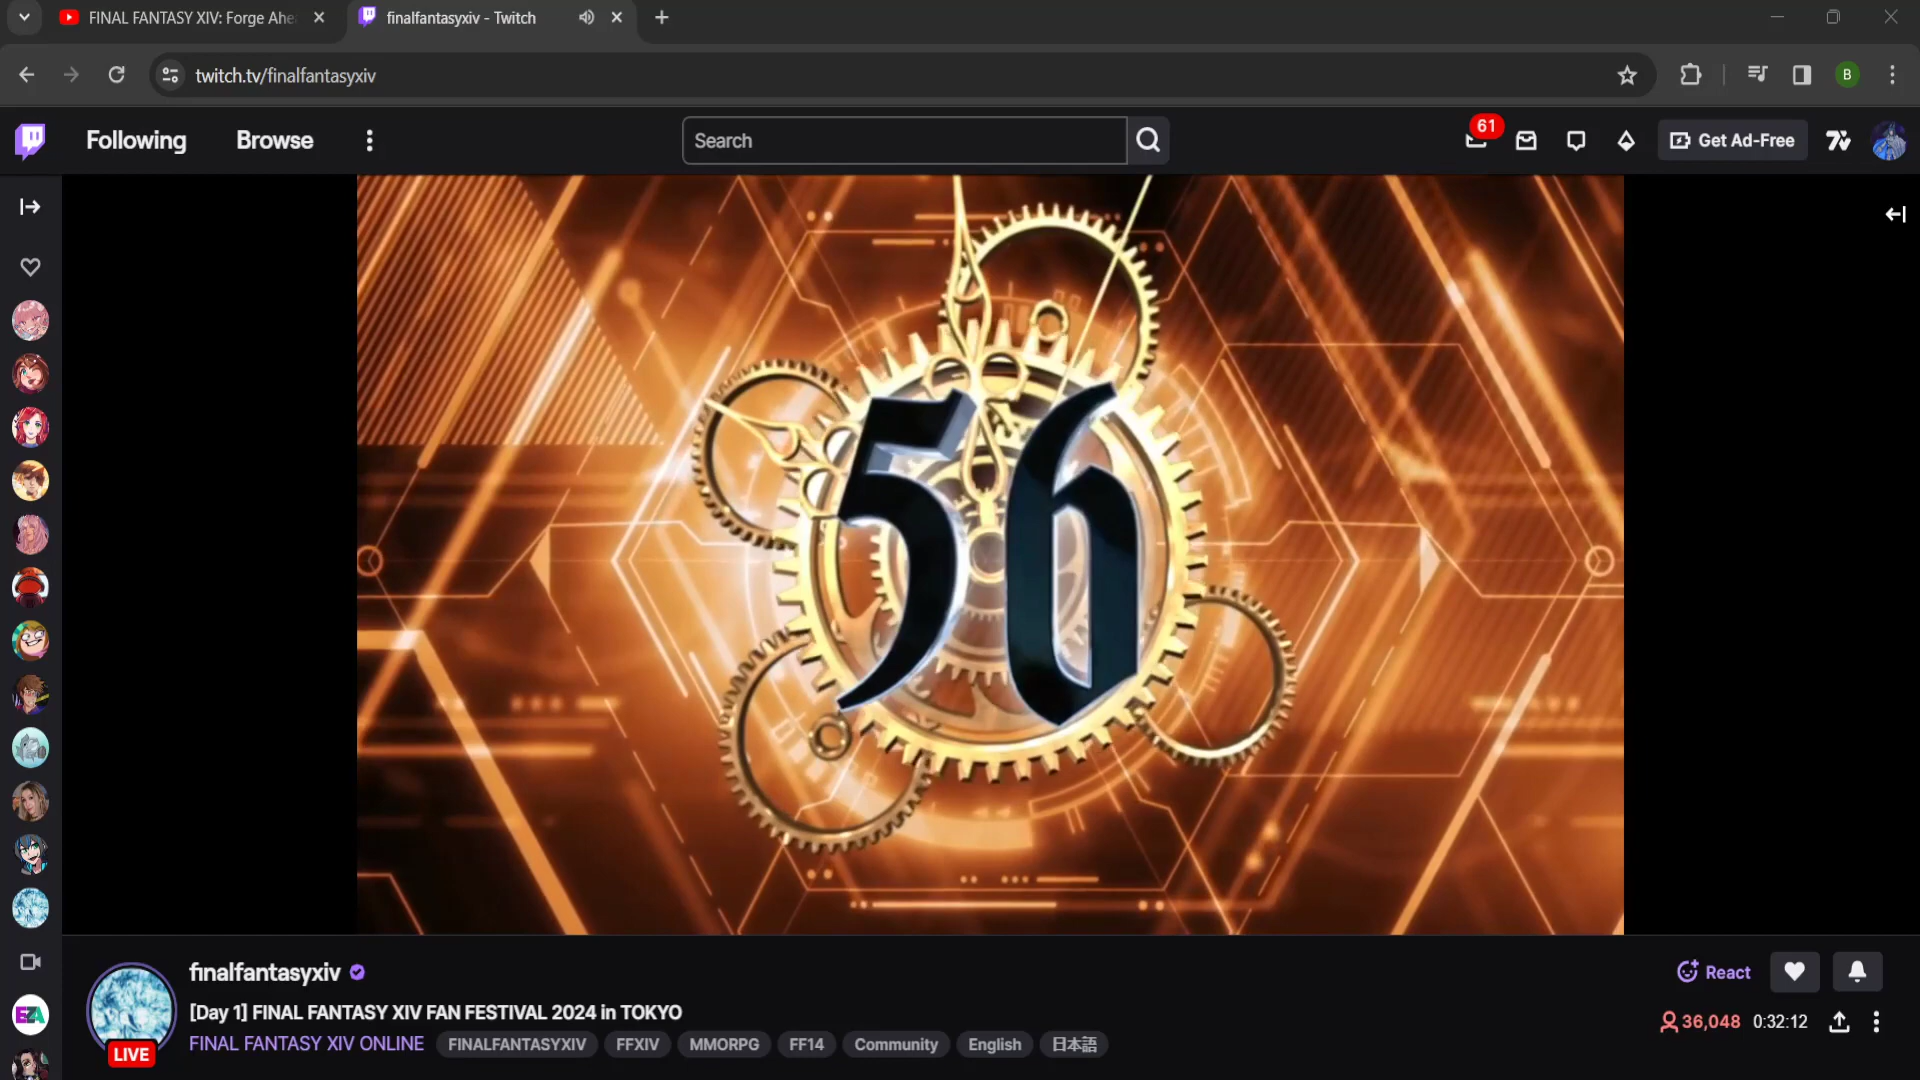 FINAL FANTASY XIV: Forge Ahe
finalfantasyxiv - Twitch
twitch.tv/finalfantasyxiv
B
Following
Browse
Search
61
Get Ad-Free
56
finalfantasyxiv
[Day 1] FINAL FANTASY XIV FAN FESTIVAL 2024 in TOKYO
FINAL FANTASY XIV ONLINE
FINALFANTASYXIV
FFXIV
MMORPG
FF14
Community
English
日本語
LIVE
React
36,048
0:32:12
EZA